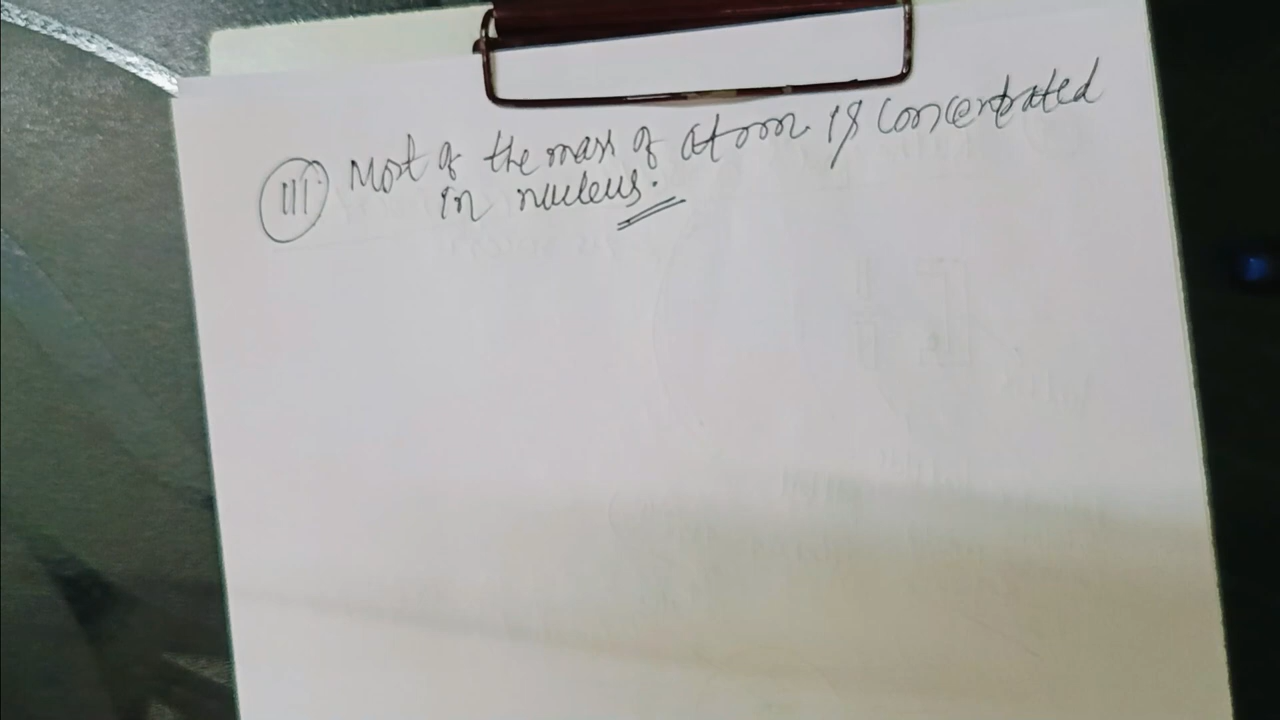 (III) Most of the mass of atom is concentrated
in nucleus.